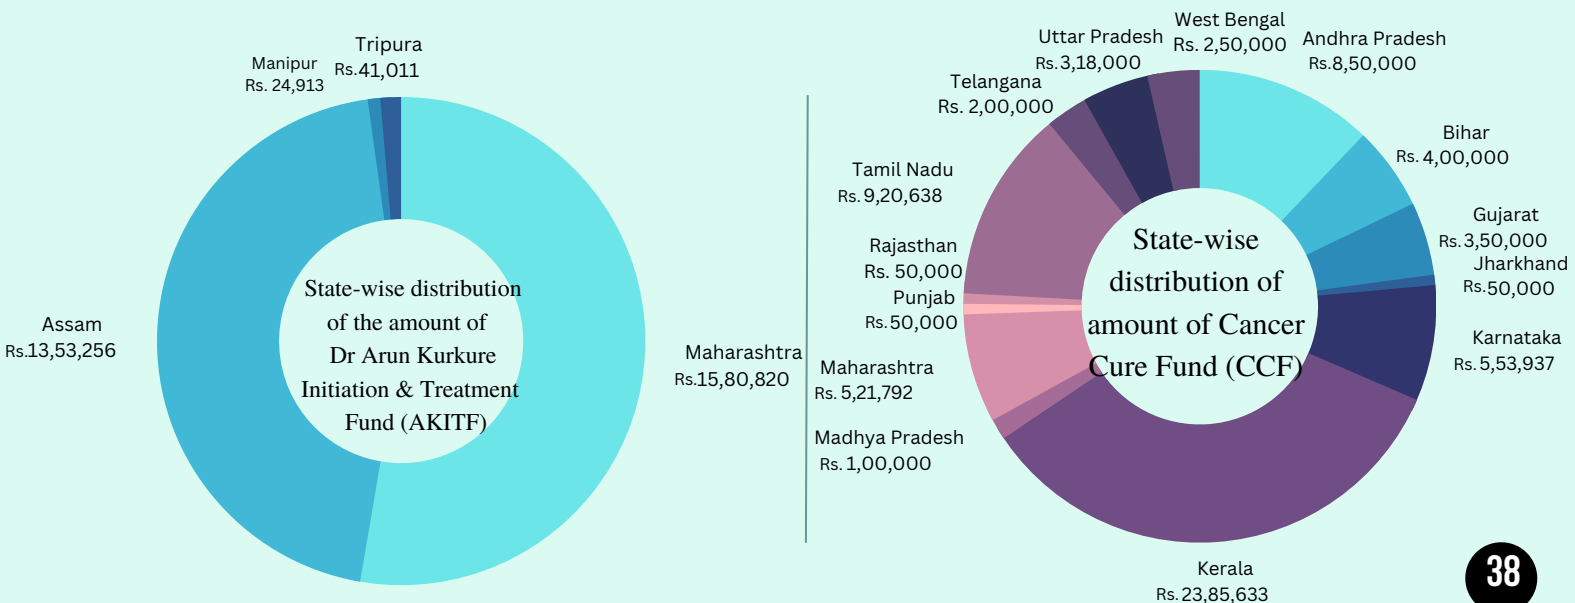 Tripura
Rs.41,011
Manipur
Rs. 24,913
Assam
Rs.13,53,256
Maharashtra
Rs.15,80,820
State-wise distribution
of the amount of
Dr Arun Kurkure
Initiation & Treatment
Fund (AKITF)
West Bengal
Rs. 2,50,000
Andhra Pradesh
Rs.8,50,000
Uttar Pradesh
Rs.3,18,000
Telangana
Rs. 2,00,000
Bihar
Rs. 4,00,000
Tamil Nadu
Rs. 9,20,638
Gujarat
Rs.3,50,000
Rajasthan
Rs. 50,000
Jharkhand
Rs.50,000
Punjab
Rs.50,000
Karnataka
Rs. 5,53,937
Maharashtra
Rs. 5,21,792
Madhya Pradesh
Rs. 1,00,000
Kerala
Rs. 23,85,633
State-wise
distribution of
amount of Cancer
Cure Fund (CCF)
38